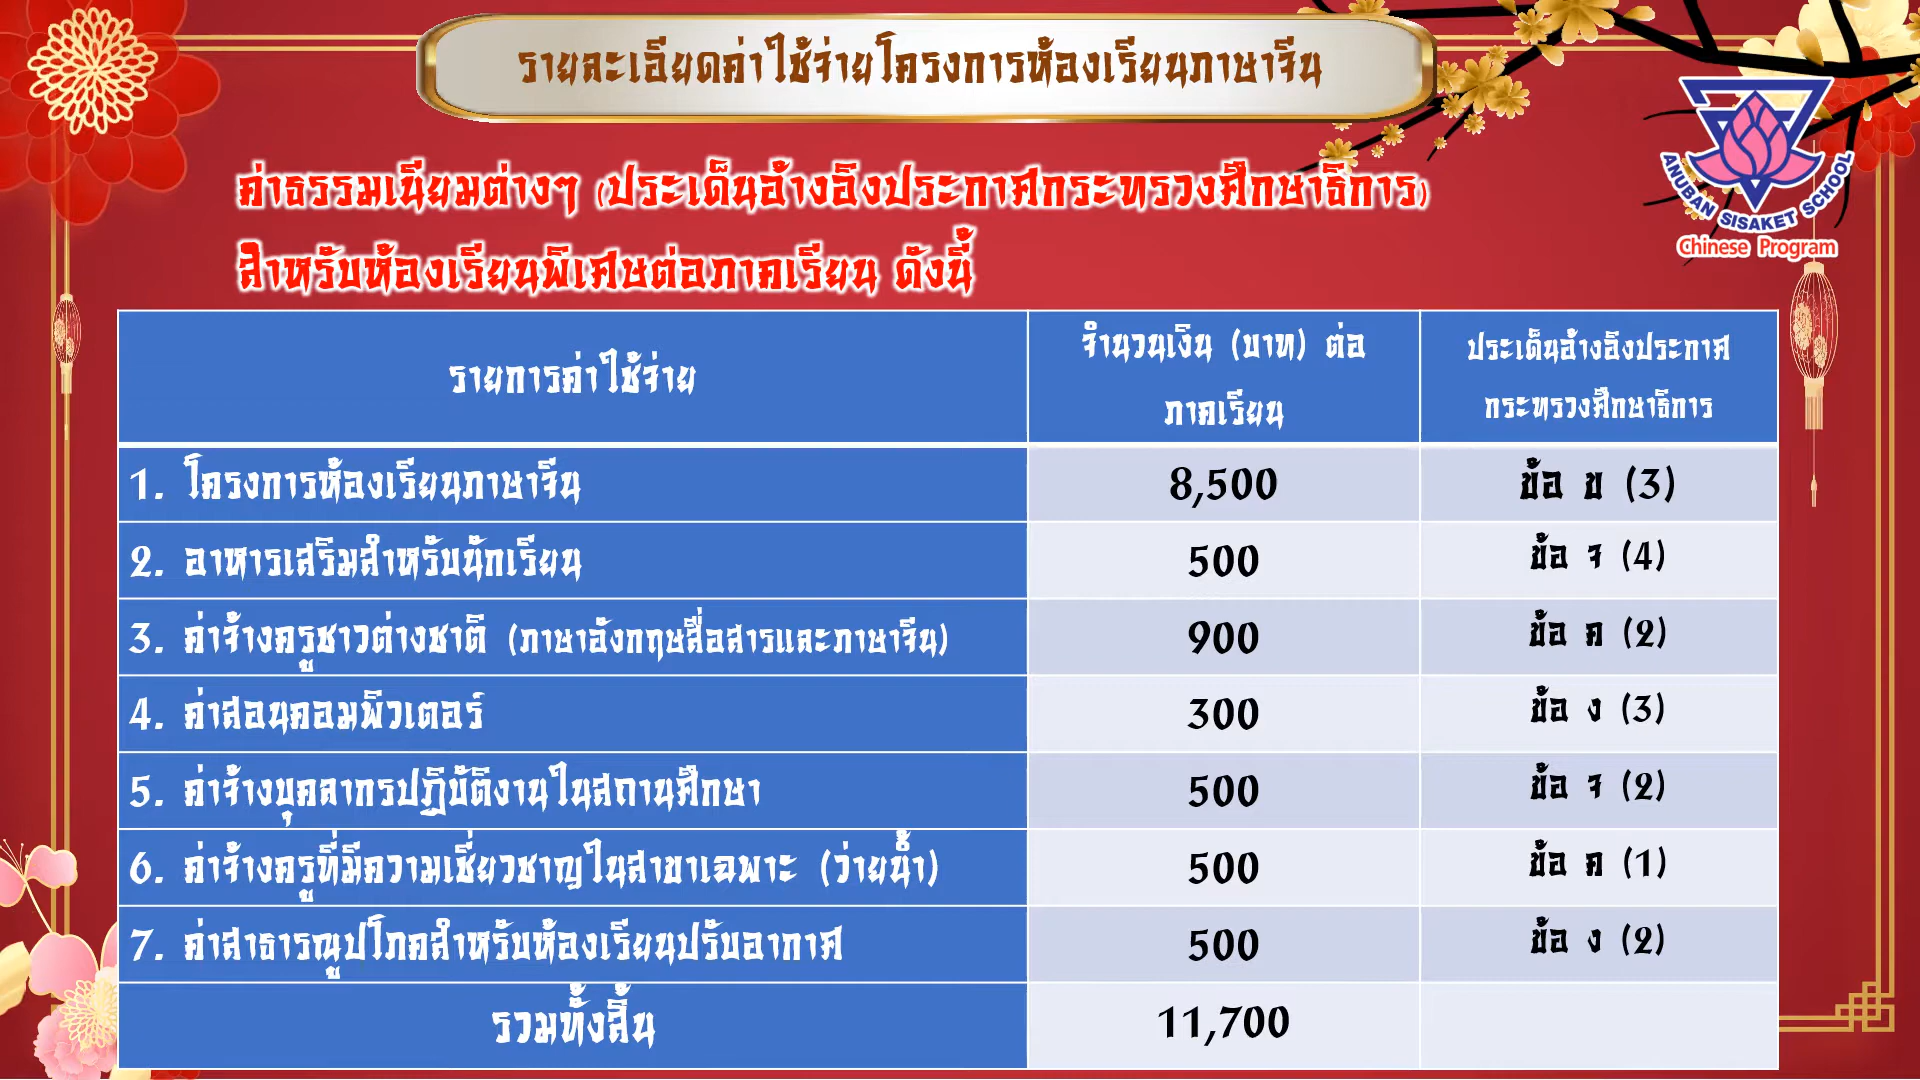 รายละเอียดค่าใช้จ่ายโครงการห้องเรียนภาษาจีน
ANUBAN SISAKET SCHOOL
Chinese Program
ค่าธรรมเนียมต่างๆ (ประเด็นอ้างอิงประกาศกระทรวงศึกษาธิการ)
สำหรับห้องเรียนพิเศษต่อภาคเรียน ดังนี้
รายการค่าใช้จ่าย
จำนวนเงิน (บาท) ต่อ
ภาคเรียน
ประเด็นอ้างอิงประกาศ
กระทรวงศึกษาธิการ
1. โครงการห้องเรียนภาษาจีน 8,500 ข้อ ข (3)
2. อาหารเสริมสำหรับนักเรียน 500 ข้อ จ (4)
3. ค่าจ้างครูชาวต่างชาติ (ภาษาอังกฤษสื่อสารและภาษาจีน) 900 ข้อ ค (2)
4. ค่าสอนคอมพิวเตอร์ 300 ข้อ ง (3)
5. ค่าจ้างบุคลากรปฏิบัติงานในสถานศึกษา 500 ข้อ จ (2)
6. ค่าจ้างครูที่มีความเชี่ยวชาญในสาขาเฉพาะ (ว่ายน้ำ) 500 ข้อ ค (1)
7. ค่าสาธารณูปโภคสำหรับห้องเรียนปรับอากาศ 500 ข้อ ง (2)
รวมทั้งสิ้น 11,700